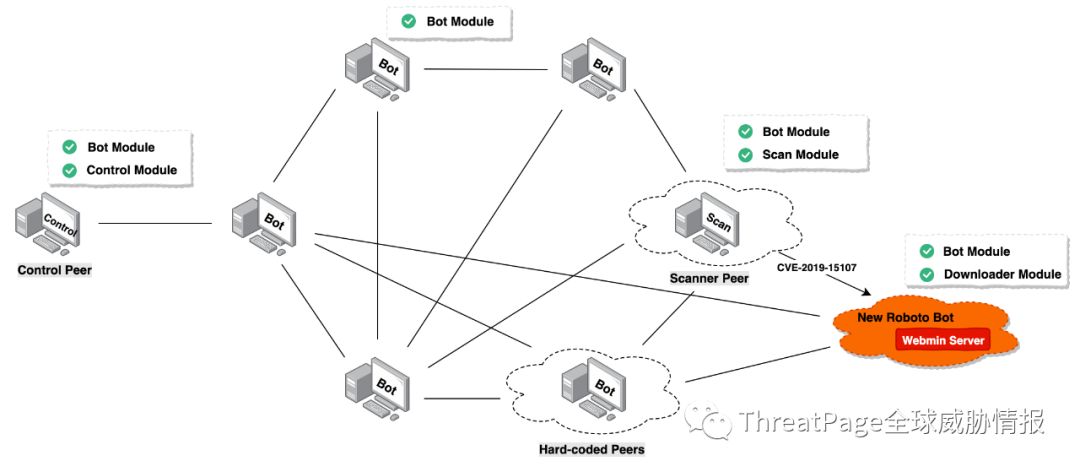 Bot Module
Bot
Bot
Bot Module
Scan Module
Bot Module
Control Module
Control
Control Peer
Bot
Scan
Scanner Peer
CVE-2019-15107
Bot Module
Downloader Module
New Roboto Bot
Webmin Server
Bot
Bot
Hard-coded Peers
ThreatPage全球威胁情报